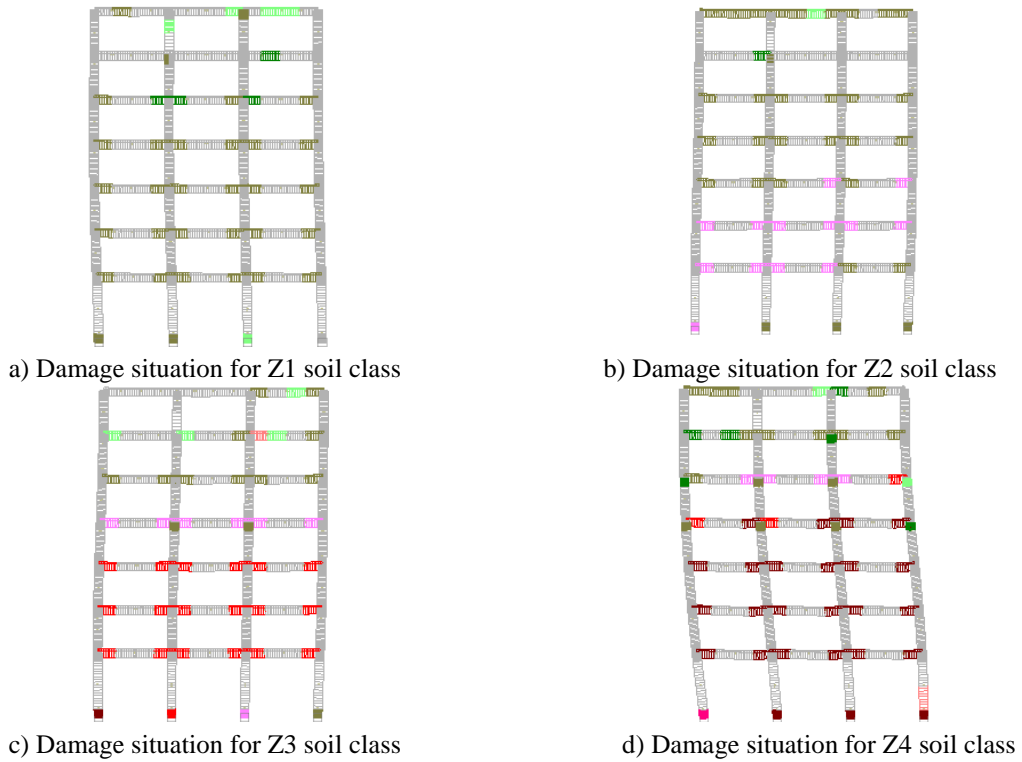 a) Damage situation for Z1 soil class
b) Damage situation for Z2 soil class
c) Damage situation for Z3 soil class
d) Damage situation for Z4 soil class